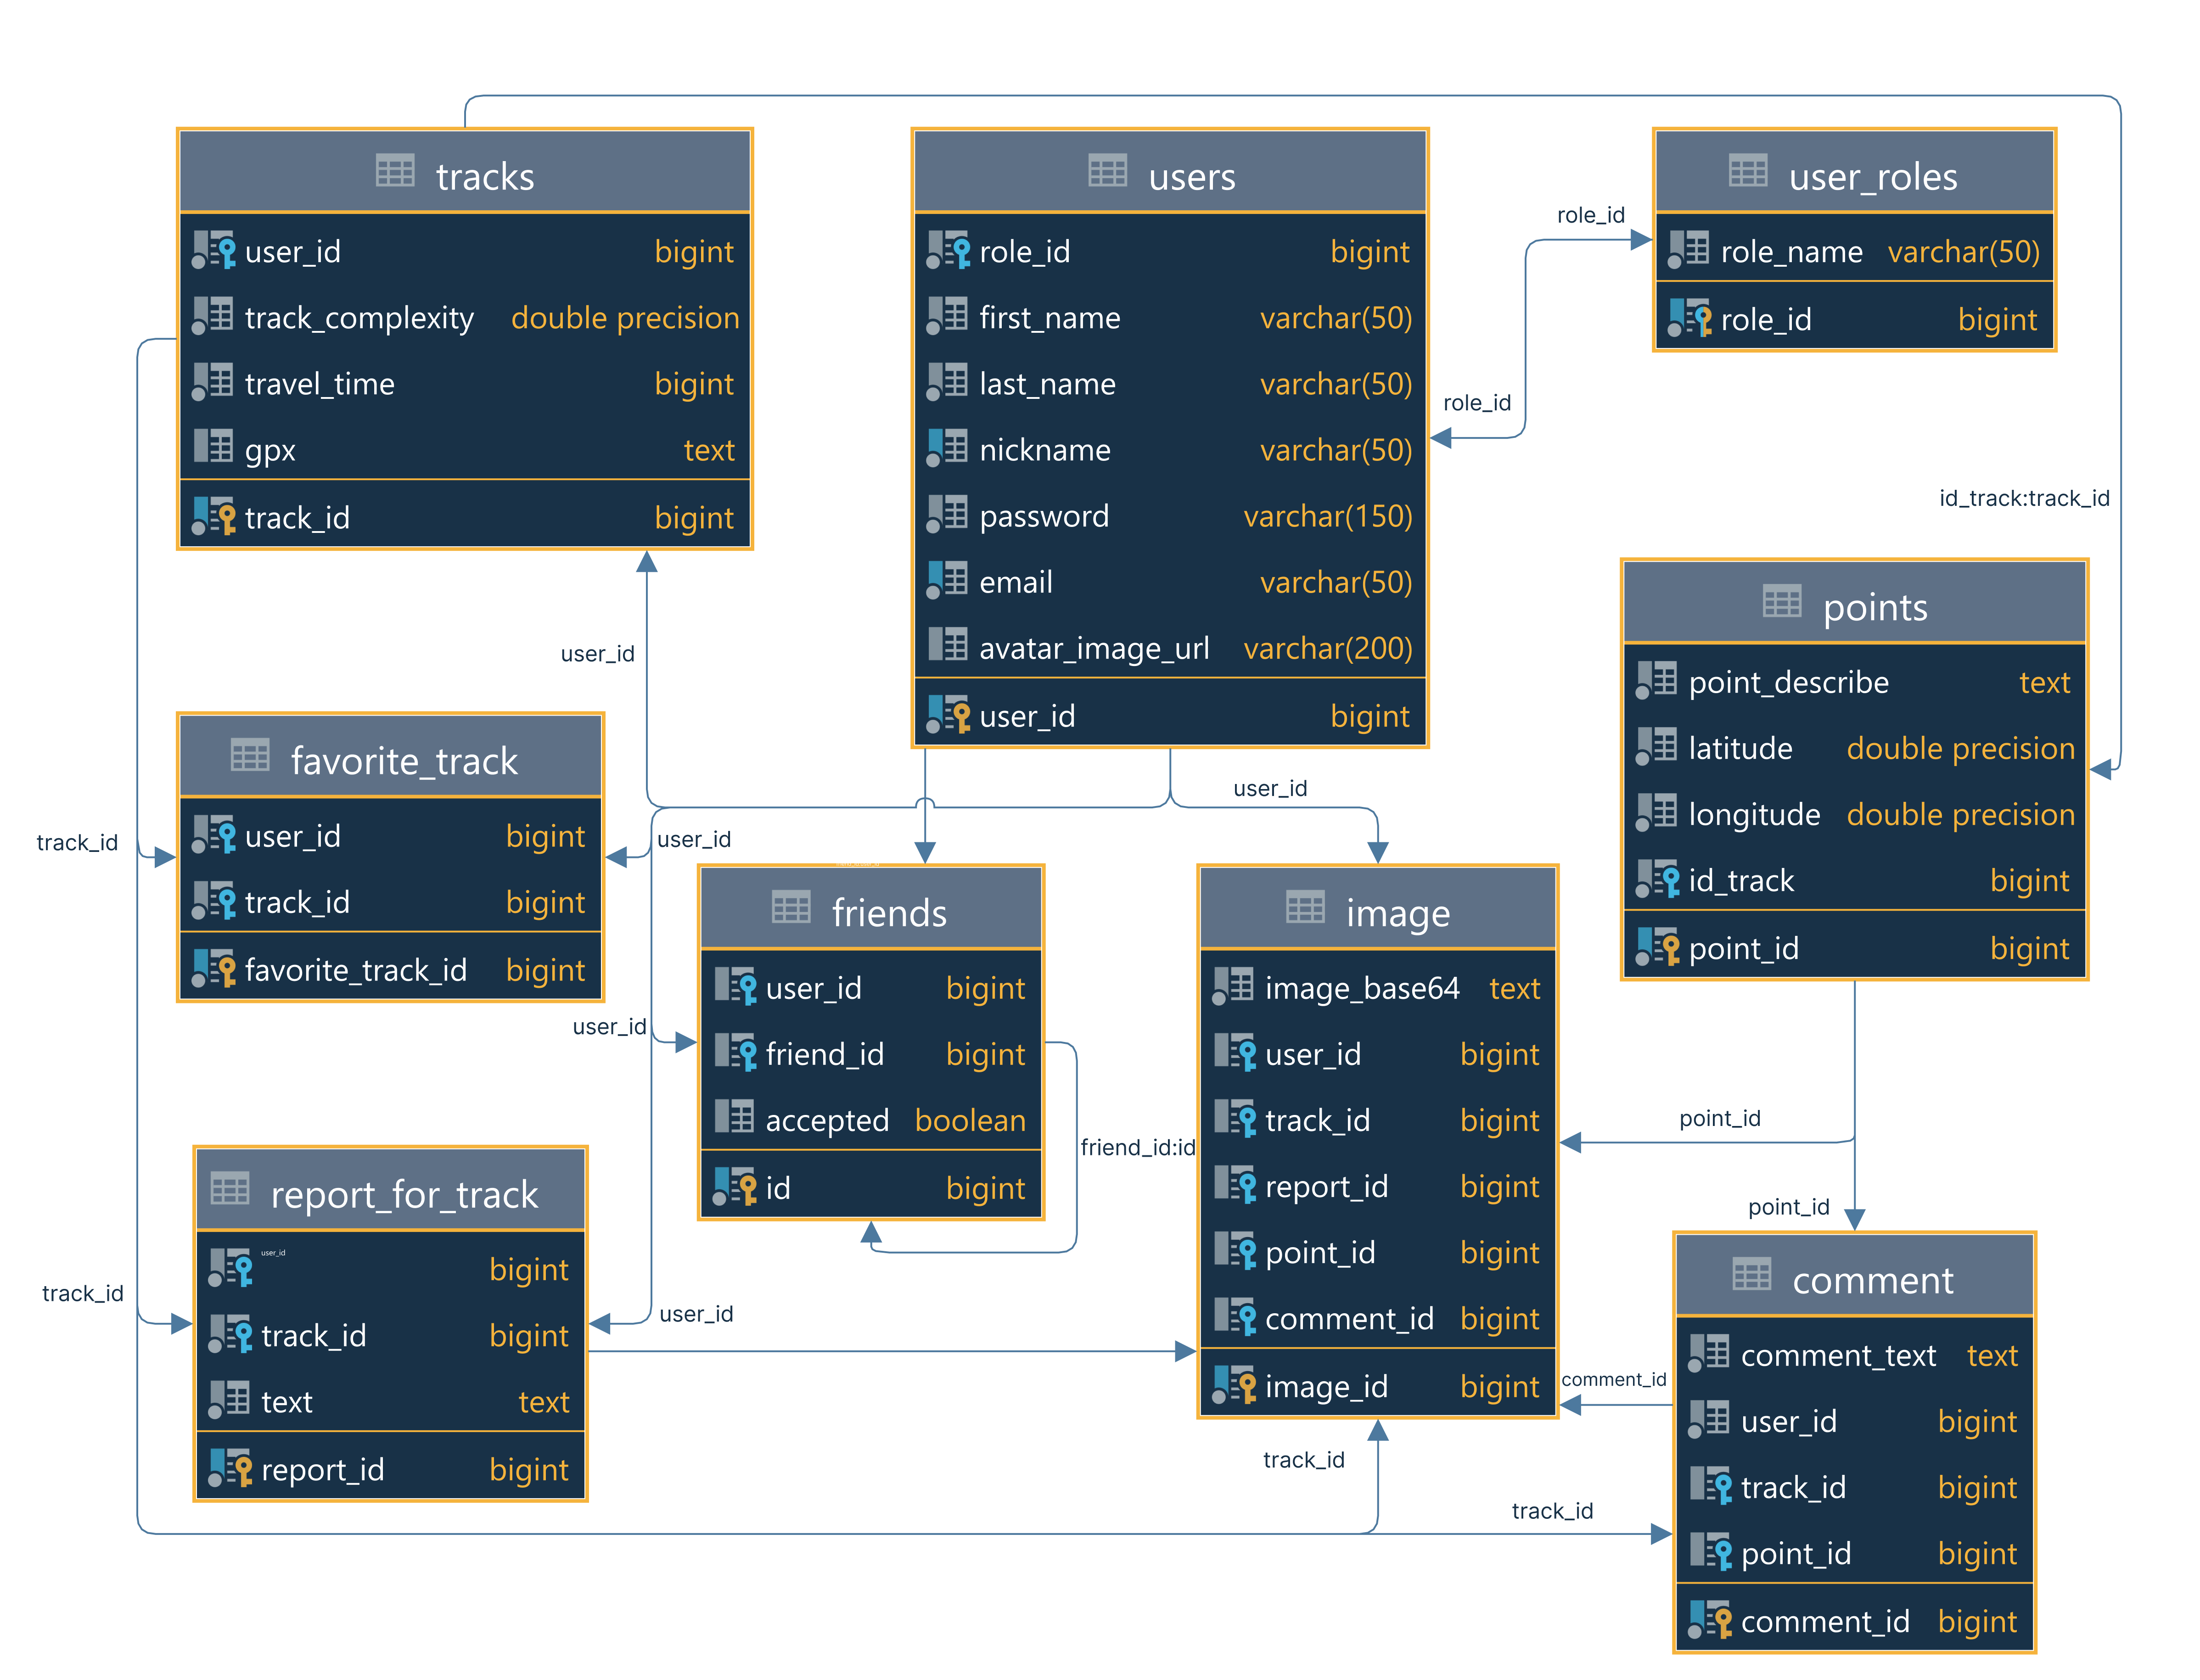 tracks
user_id bigint
track_complexity double precision
travel_time bigint
gpx text
track_id bigint
users
role_id bigint
first_name varchar(50)
last_name varchar(50)
nickname varchar(50)
password varchar(150)
email varchar(50)
avatar_image_url varchar(200)
user_id bigint
user_roles
role_name varchar(50)
role_id bigint
role_id
role_id
id_track:track_id
points
point_describe text
latitude double precision
longitude double precision
id_track bigint
point_id bigint
user_id
favorite_track
user_id bigint
track_id bigint
favorite_track_id bigint
track_id
user_id
user_id
user_id
friends
user_id bigint
friend_id bigint
accepted boolean
id bigint
friend_id:id
image
image_base64 text
user_id bigint
track_id bigint
report_id bigint
point_id bigint
comment_id bigint
image_id bigint
point_id
point_id
report_for_track
user_id bigint
track_id bigint
text text
report_id bigint
track_id
user_id
comment_id
track_id
track_id
comment
comment_text text
user_id bigint
track_id bigint
point_id bigint
comment_id bigint